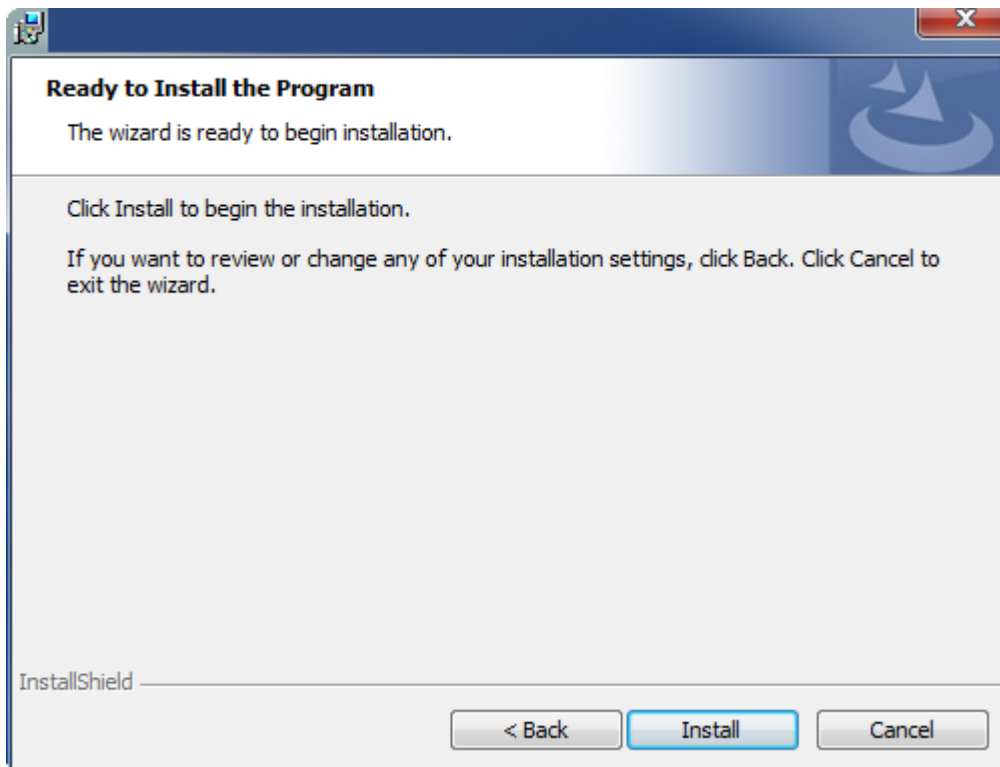 X
Ready to Install the Program
The wizard is ready to begin installation.
Click Install to begin the installation.
If you want to review or change any of your installation settings, click Back. Click Cancel to
exit the wizard.
InstallShield
< Back
Install
Cancel